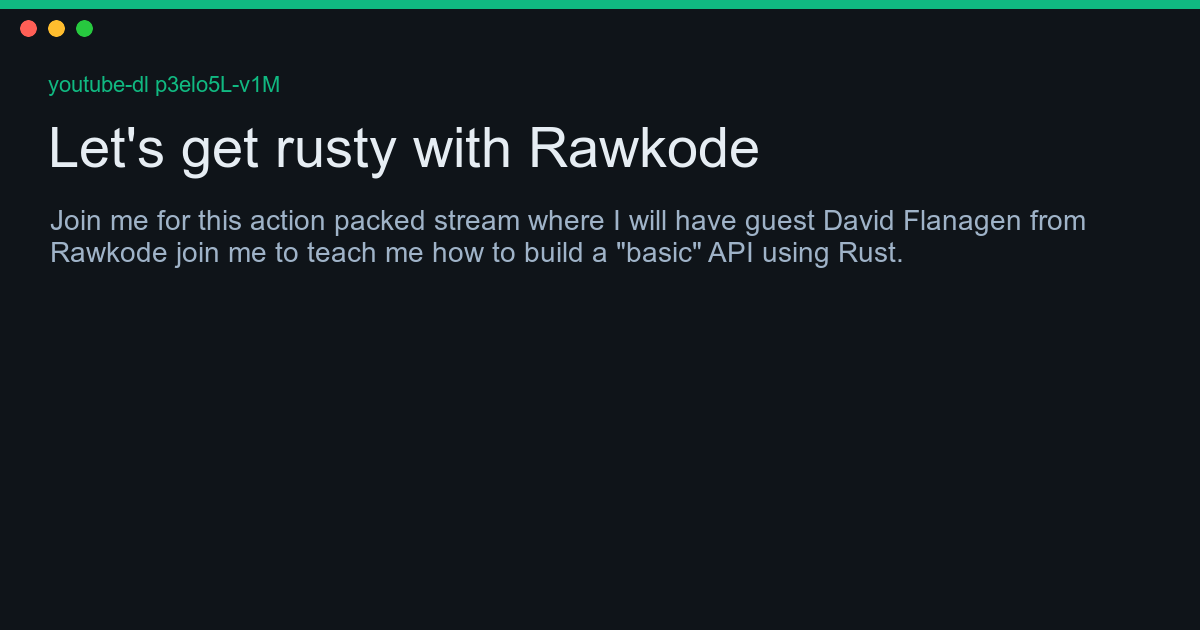 youtube-dl p3elo5L-v1M
Let's get rusty with Rawkode
Join me for this action packed stream where I will have guest David Flanagen from
Rawkode join me to teach me how to build a "basic" API using Rust.